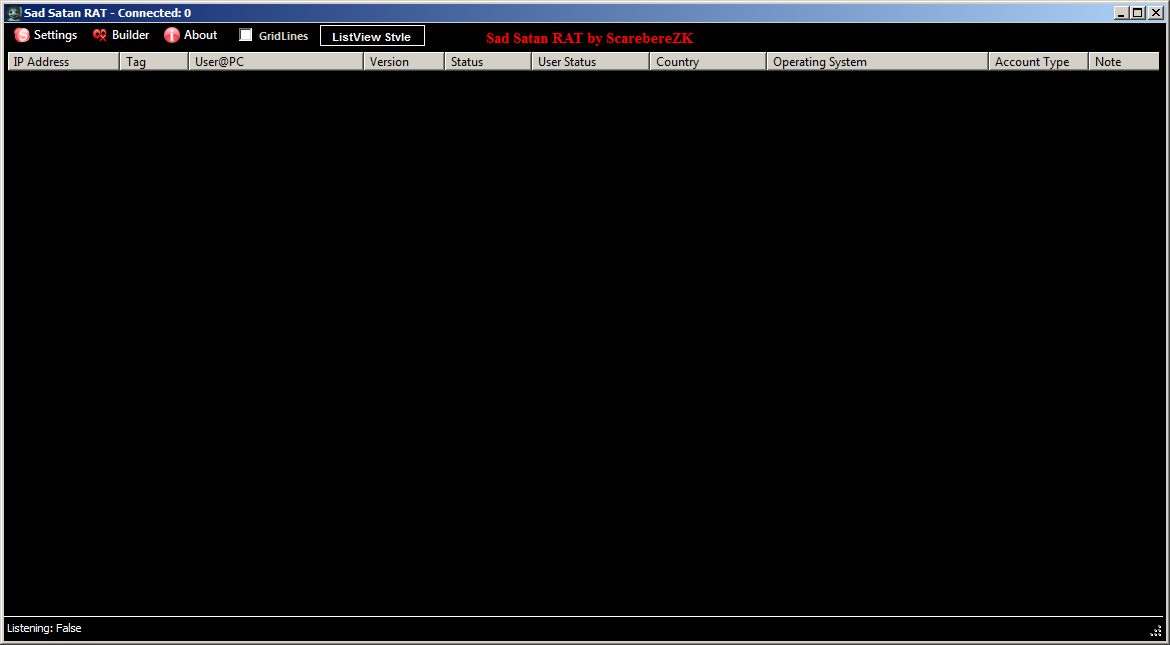 Sad Satan RAT - Connected: 0
Settings Builder About GridLines ListView Style Sad Satan RAT by ScarebereZK
IP Address Tag User@PC Version Status User Status Country Operating System Account Type Note
Listening: False